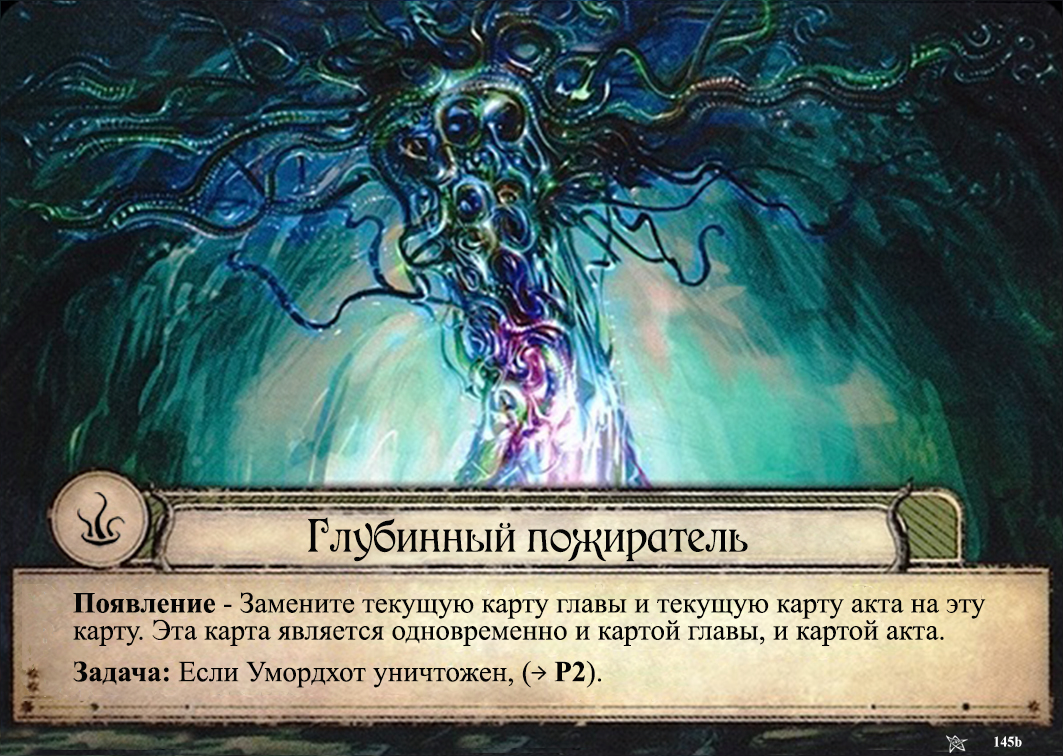 Глубинный пожиратель
Появление - Замените текущую карту главы и текущую карту акта на эту
карту. Эта карта является одновременно и картой главы, и картой акта.
Задача: Если Умордхот уничтожен, (→ Р2).
145b